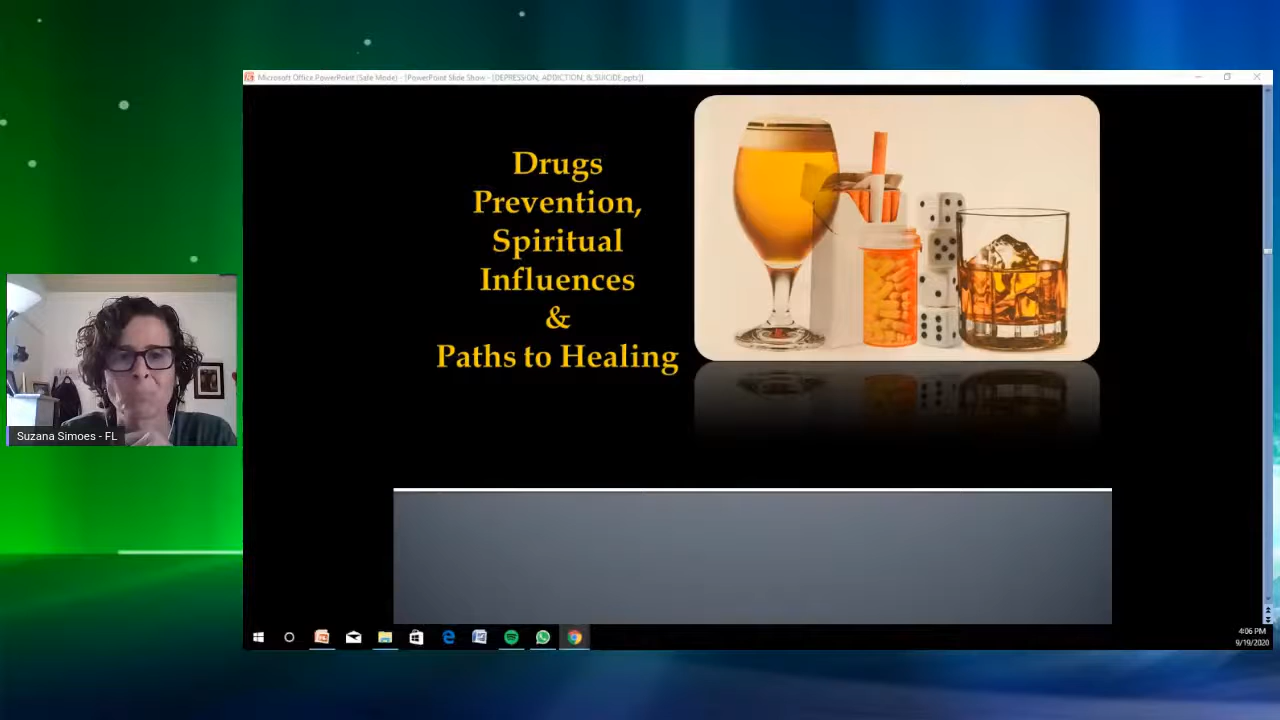 Microsoft Office PowerPoint (Safe Mode) - [PowerPoint Slide Show - [DEPRESSION, ADDICTION, & SUICIDE.pptx]]
Drugs
Prevention,
Spiritual
Influences
&
Paths to Healing
Suzana Simoes - FL
4:06 PM
9/19/2020